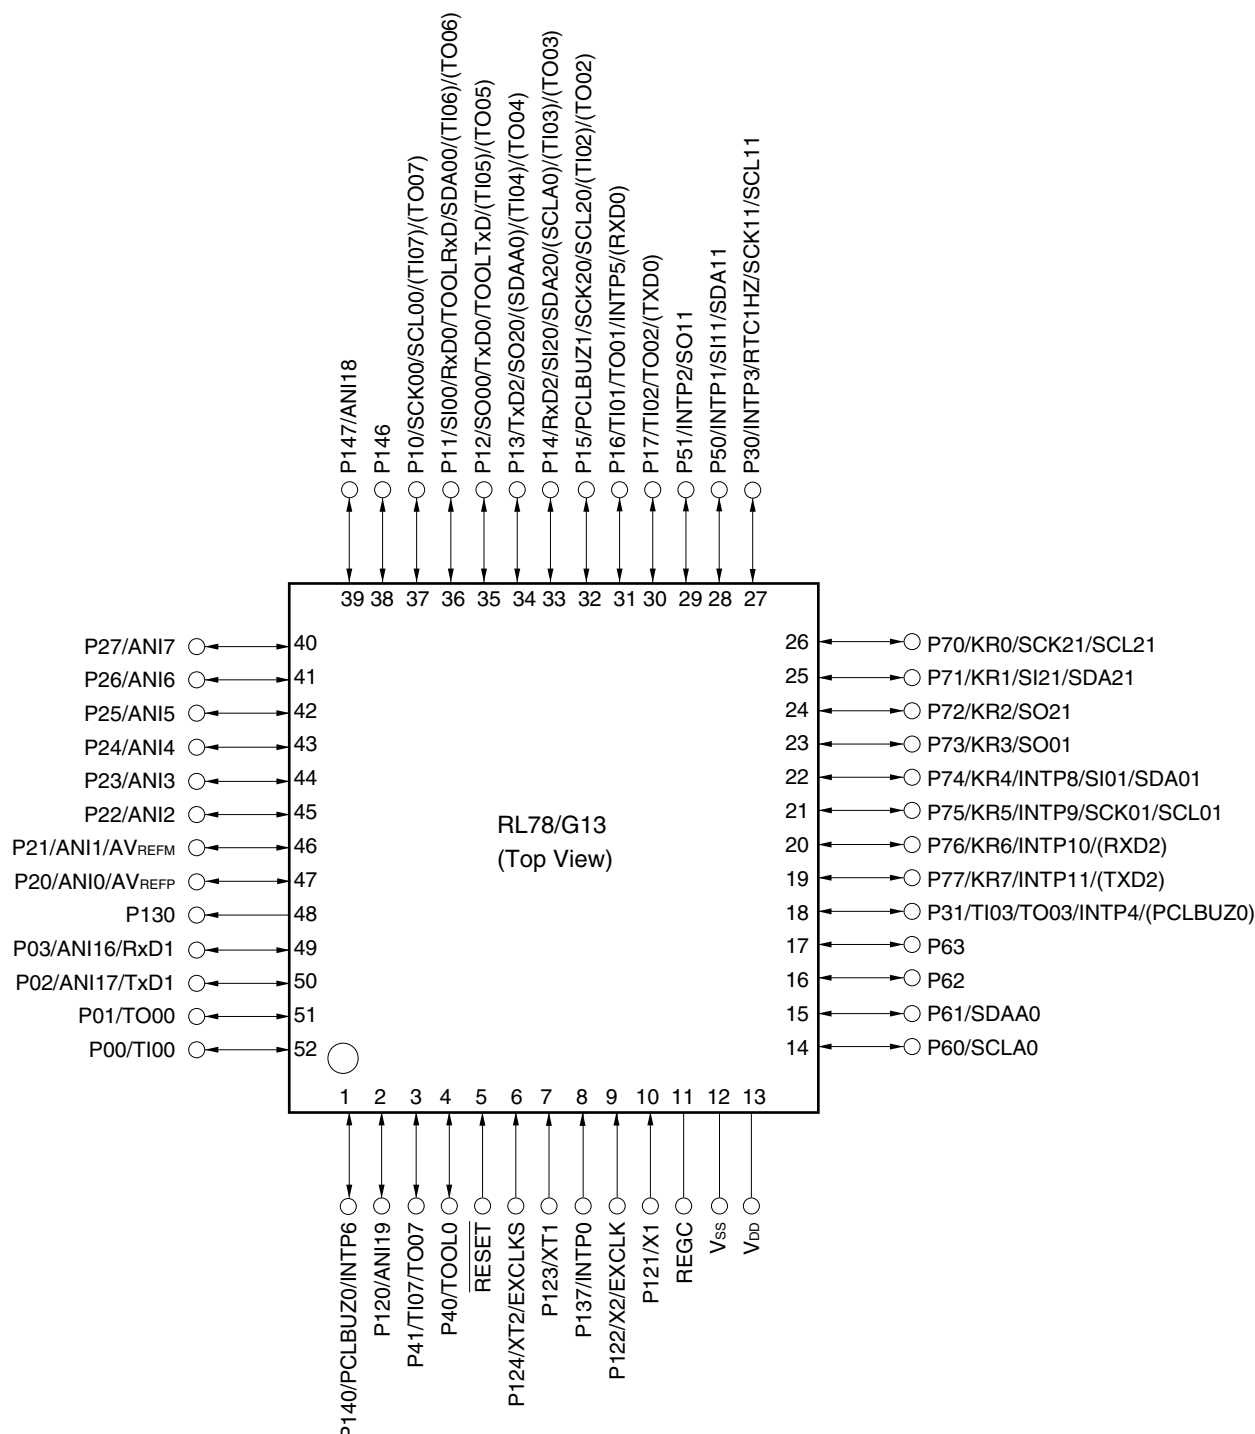 P147/ANI18
P146
P10/SCK00/SCL00/(TI07)/(TO07)
P11/SI00/RxD0/TOOLRxD/SDA00/(TI06)/(TO06)
P12/SO00/TxD0/TOOLTxD/(TI05)/(TO05)
P13/TxD2/SO20/(SDAA0)/(TI04)/(TO04)
P14/RxD2/SI20/SDA20/(SCLA0)/(TI03)/(TO03)
P15/PCLBUZ1/SCK20/SCL20/(TI02)/(TO02)
P16/TI01/TO01/INTP5/(RXD0)
P17/TI02/TO02/(TXD0)
P51/INTP2/SO11
P50/INTP1/SI11/SDA11
P30/INTP3/RTC1HZ/SCK11/SCL11
39 38 37 36 35 34 33 32 31 30 29 28 27
P27/ANI7 40
P26/ANI6 41
P25/ANI5 42
P24/ANI4 43
P23/ANI3 44
P22/ANI2 45
P21/ANI1/AVREFM 46
P20/ANI0/AVREFP 47
P130 48
P03/ANI16/RxD1 49
P02/ANI17/TxD1 50
P01/TO00 51
P00/TI00 52
RL78/G13
(Top View)
26 P70/KR0/SCK21/SCL21
25 P71/KR1/SI21/SDA21
24 P72/KR2/SO21
23 P73/KR3/SO01
22 P74/KR4/INTP8/SI01/SDA01
21 P75/KR5/INTP9/SCK01/SCL01
20 P76/KR6/INTP10/(RXD2)
19 P77/KR7/INTP11/(TXD2)
18 P31/TI03/TO03/INTP4/(PCLBUZ0)
17 P63
16 P62
15 P61/SDAA0
14 P60/SCLA0
1 2 3 4 5 6 7 8 9 10 11 12 13
P140/PCLBUZ0/INTP6
P120/ANI19
P41/TI07/TO07
P40/TOOL0
RESET
P124/XT2/EXCLKS
P123/XT1
P137/INTP0
P122/X2/EXCLK
P121/X1
REGC
VSS
VDD